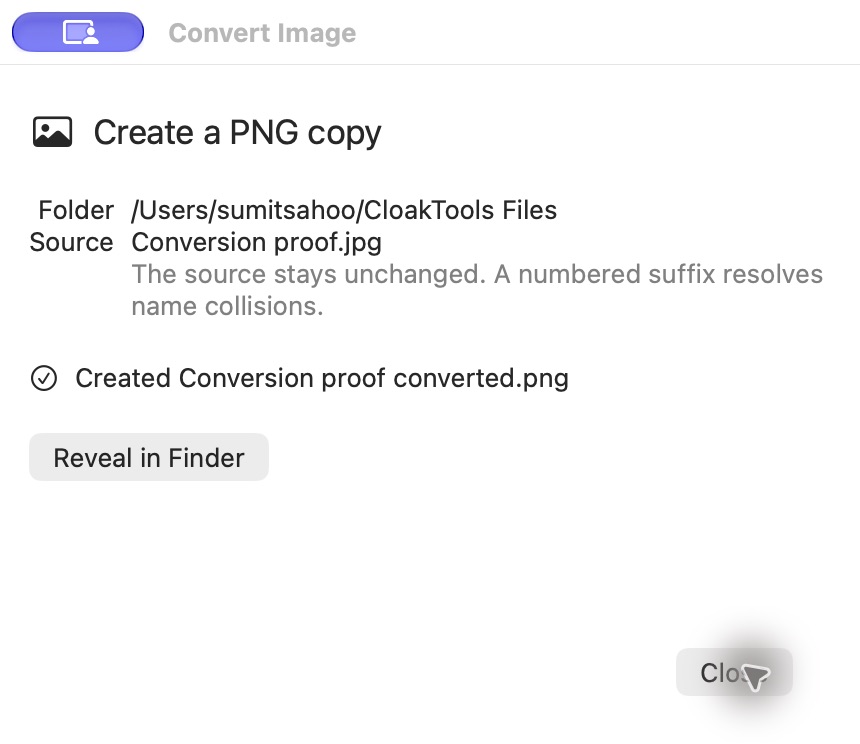 Convert Image
Create a PNG copy
Folder /Users/sumitsahoo/CloakTools Files
Source Conversion proof.jpg
The source stays unchanged. A numbered suffix resolves
name collisions.
Created Conversion proof converted.png
Reveal in Finder
Close